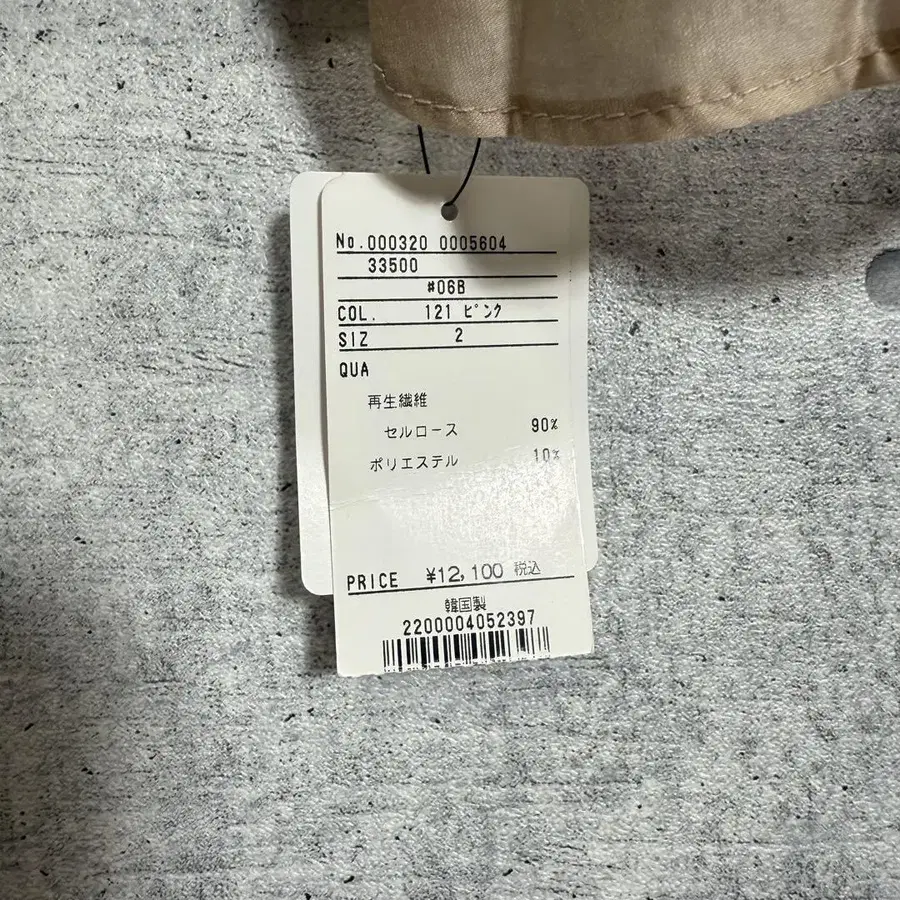 No.000320 0005604
33500
#06B
COL. 121 ピンク
SIZ 2
QUA
再生繊維
セルロース 90%
ポリエステル 10%
PRICE ¥12,100 税込
韓国製
2200004052397